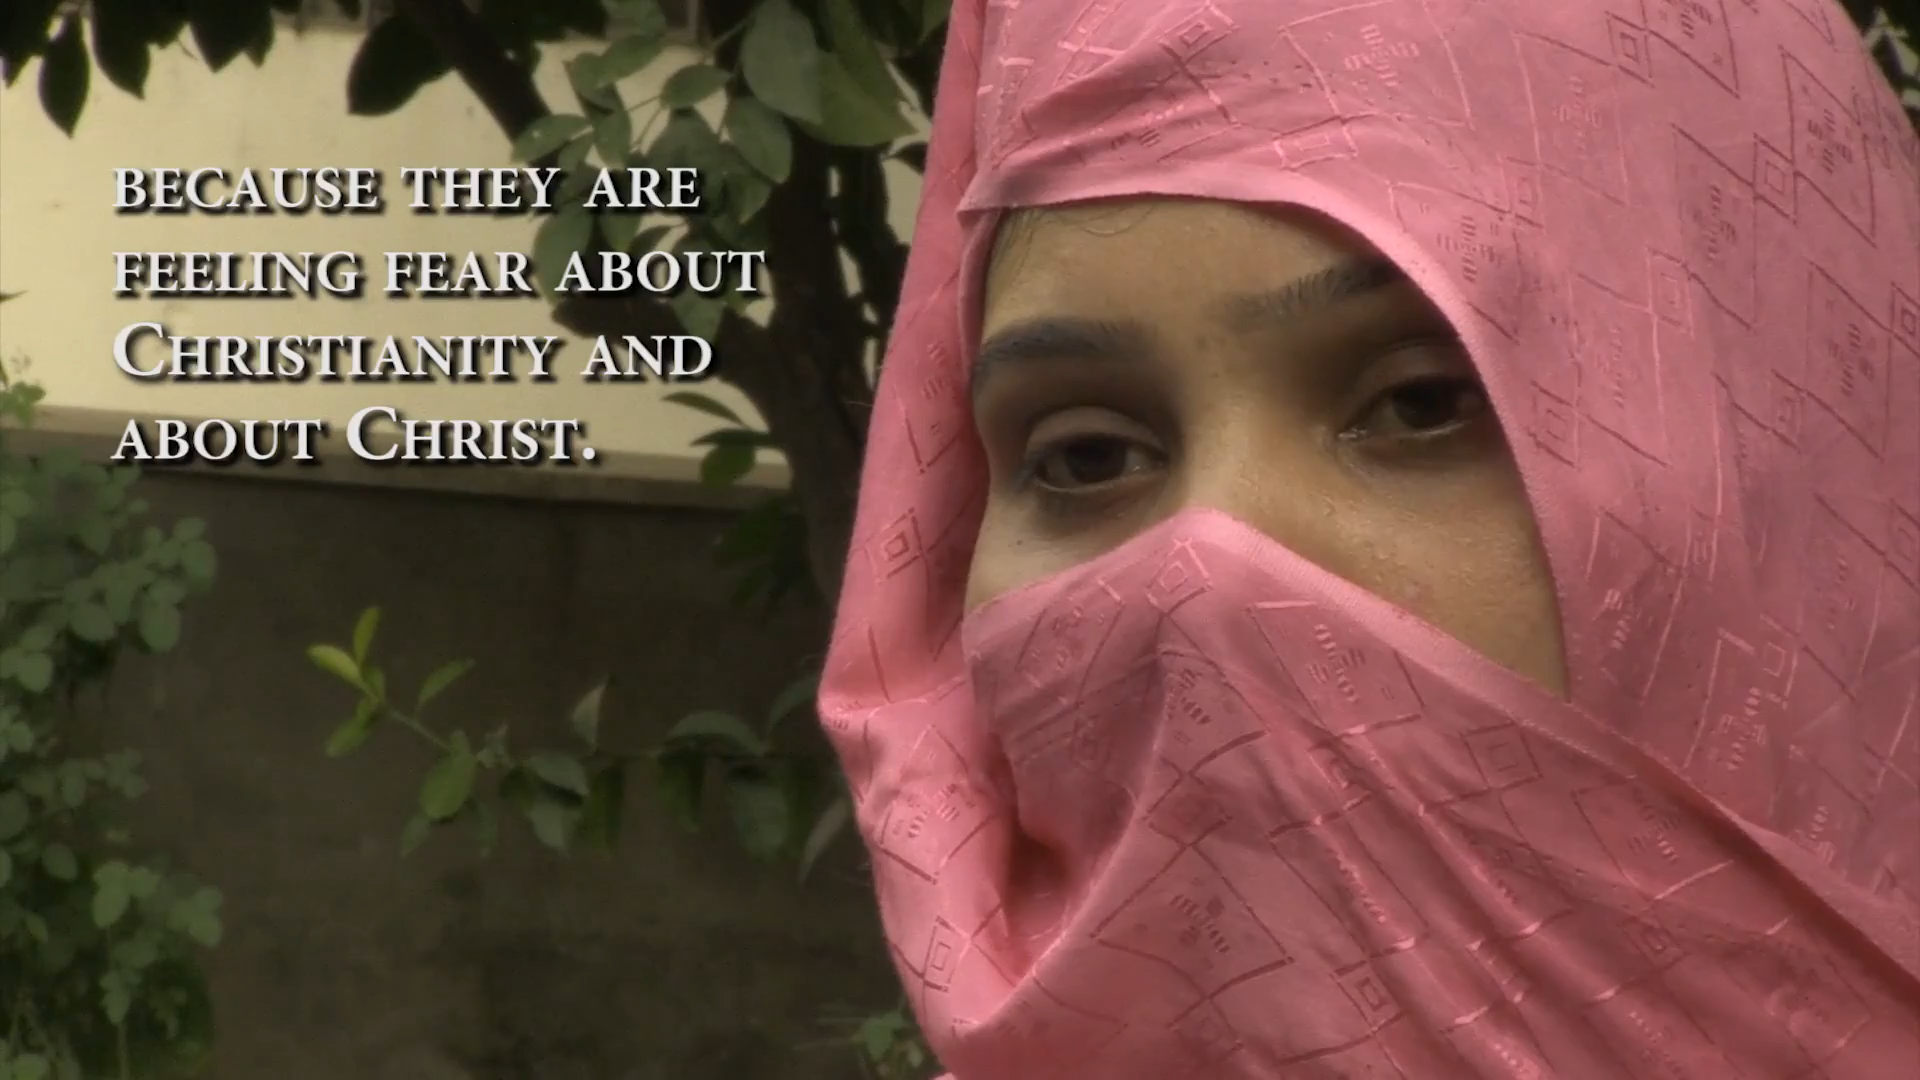 because they are
feeling fear about
Christianity and
about Christ.